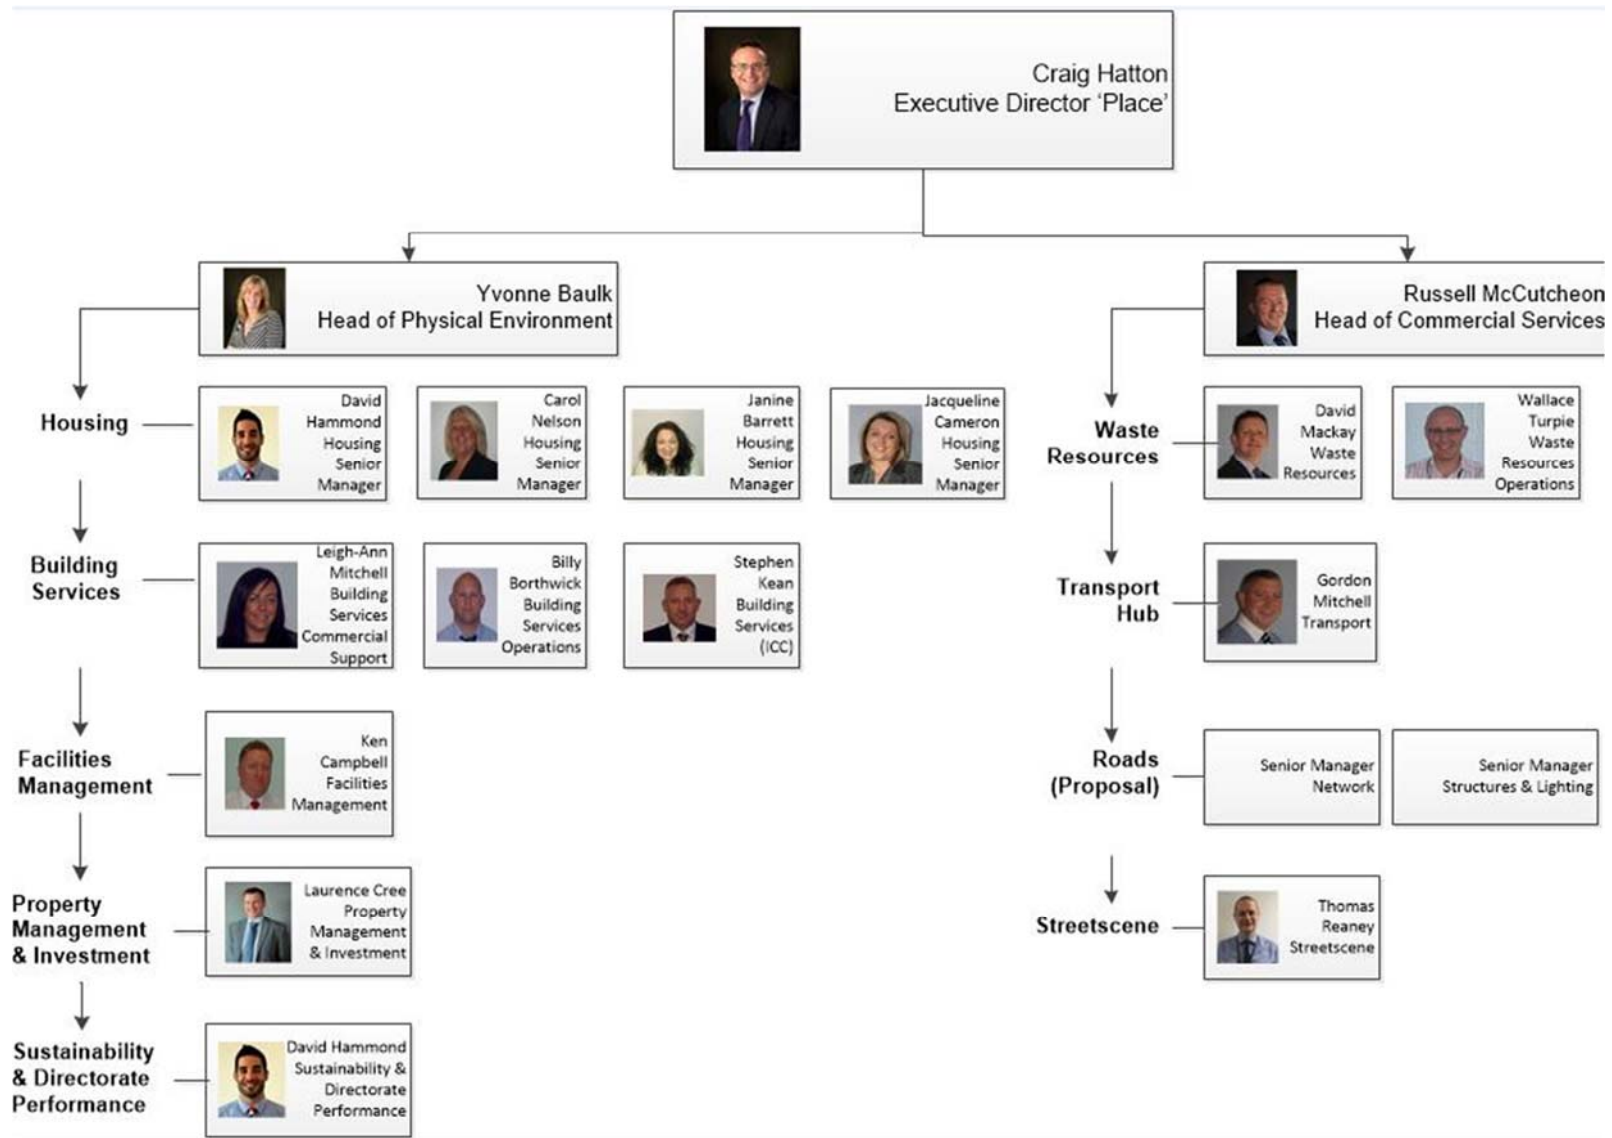 Craig Hatton
Executive Director ‘Place’
Yvonne Baulk
Head of Physical Environment
Russell McCutcheon
Head of Commercial Services
Housing
David
Hammond
Housing
Senior
Manager
Carol
Nelson
Housing
Senior
Manager
Janine
Barrett
Housing
Senior
Manager
Jacqueline
Cameron
Housing
Senior
Manager
Waste
Resources
David
Mackay
Waste
Resources
Wallace
Turpie
Waste
Resources
Operations
Building
Services
Leigh-Ann
Mitchell
Building
Services
Commercial
Support
Billy
Borthwick
Building
Services
Operations
Stephen
Kean
Building
Services
(ICC)
Transport
Hub
Gordon
Mitchell
Transport
Facilities
Management
Ken
Campbell
Facilities
Management
Roads
(Proposal)
Senior Manager
Network
Senior Manager
Structures & Lighting
Property
Management
& Investment
Laurence Cree
Property
Management
& Investment
Streetscene
Thomas
Reaney
Streetscene
Sustainability
& Directorate
Performance
David Hammond
Sustainability &
Directorate
Performance